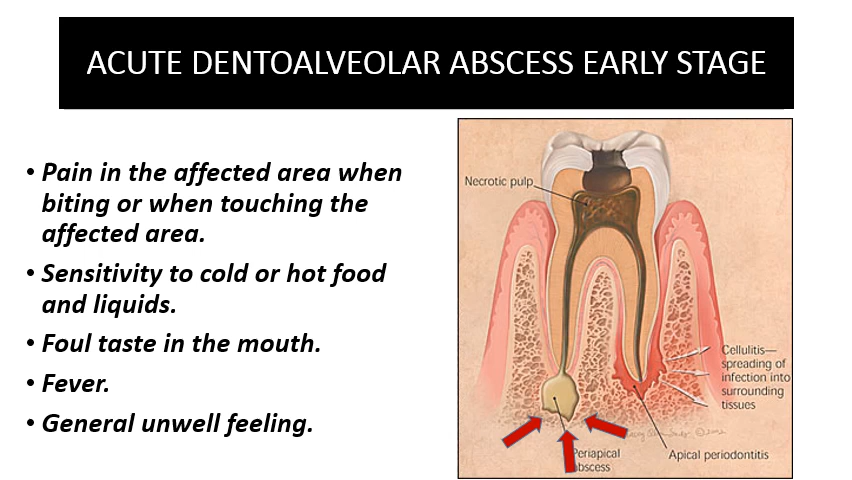 ACUTE DENTOALVEOLAR ABSCESS EARLY STAGE
• Pain in the affected area when
biting or when touching the
affected area.
• Sensitivity to cold or hot food
and liquids.
• Foul taste in the mouth.
• Fever.
• General unwell feeling.
Necrotic pulp
Cellulitis—
spreading of
infection into
surrounding
tissues
Periapical
abscess
Apical periodontitis